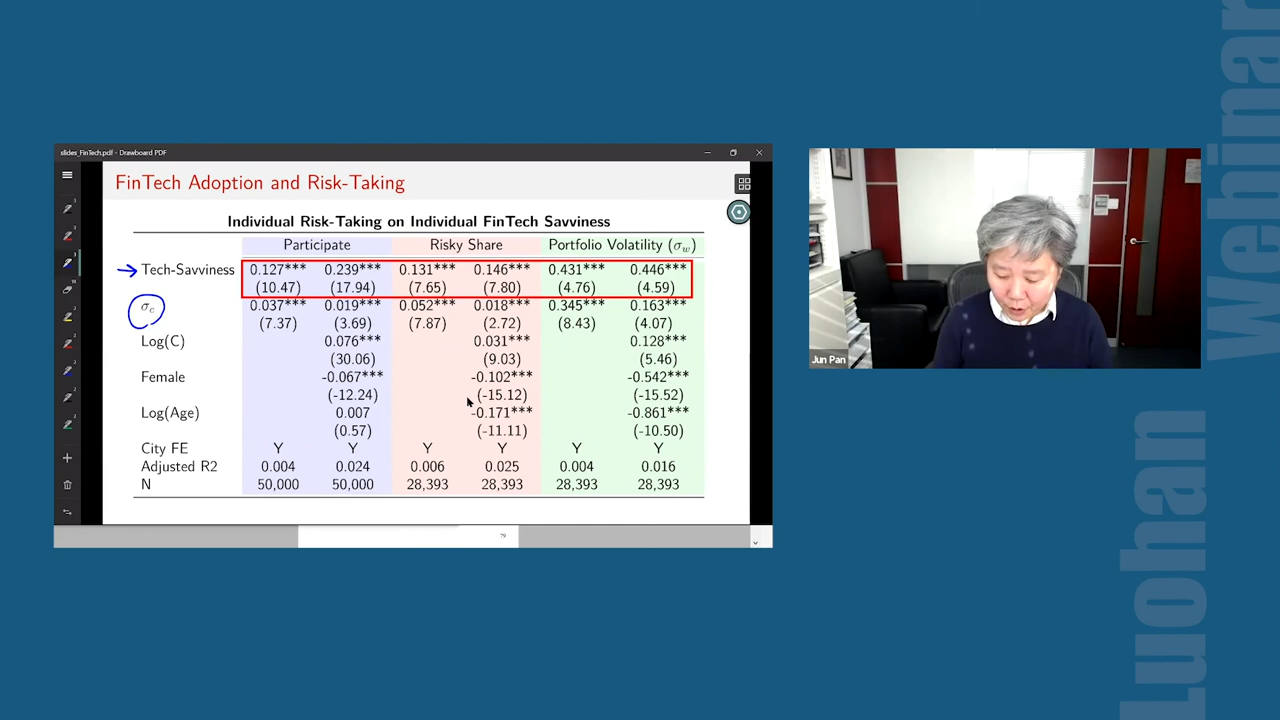 slides_FinTech.pdf - Drawboard PDF
FinTech Adoption and Risk-Taking
Individual Risk-Taking on Individual FinTech Savviness
Participate Risky Share Portfolio Volatility (σw)
Tech-Savviness 0.127*** 0.239*** 0.131*** 0.146*** 0.431*** 0.446***
(10.47) (17.94) (7.65) (7.80) (4.76) (4.59)
σc 0.037*** 0.019*** 0.052*** 0.018*** 0.345*** 0.163***
(7.37) (3.69) (7.87) (2.72) (8.43) (4.07)
Log(C) 0.076*** 0.031*** 0.128***
(30.06) (9.03) (5.46)
Female -0.067*** -0.102*** -0.542***
(-12.24) (-15.12) (-15.52)
Log(Age) 0.007 -0.171*** -0.861***
(0.57) (-11.11) (-10.50)
City FE Y Y Y Y Y Y
Adjusted R2 0.004 0.024 0.006 0.025 0.004 0.016
N 50,000 50,000 28,393 28,393 28,393 28,393
79
Jun Pan
Luohan Webinar